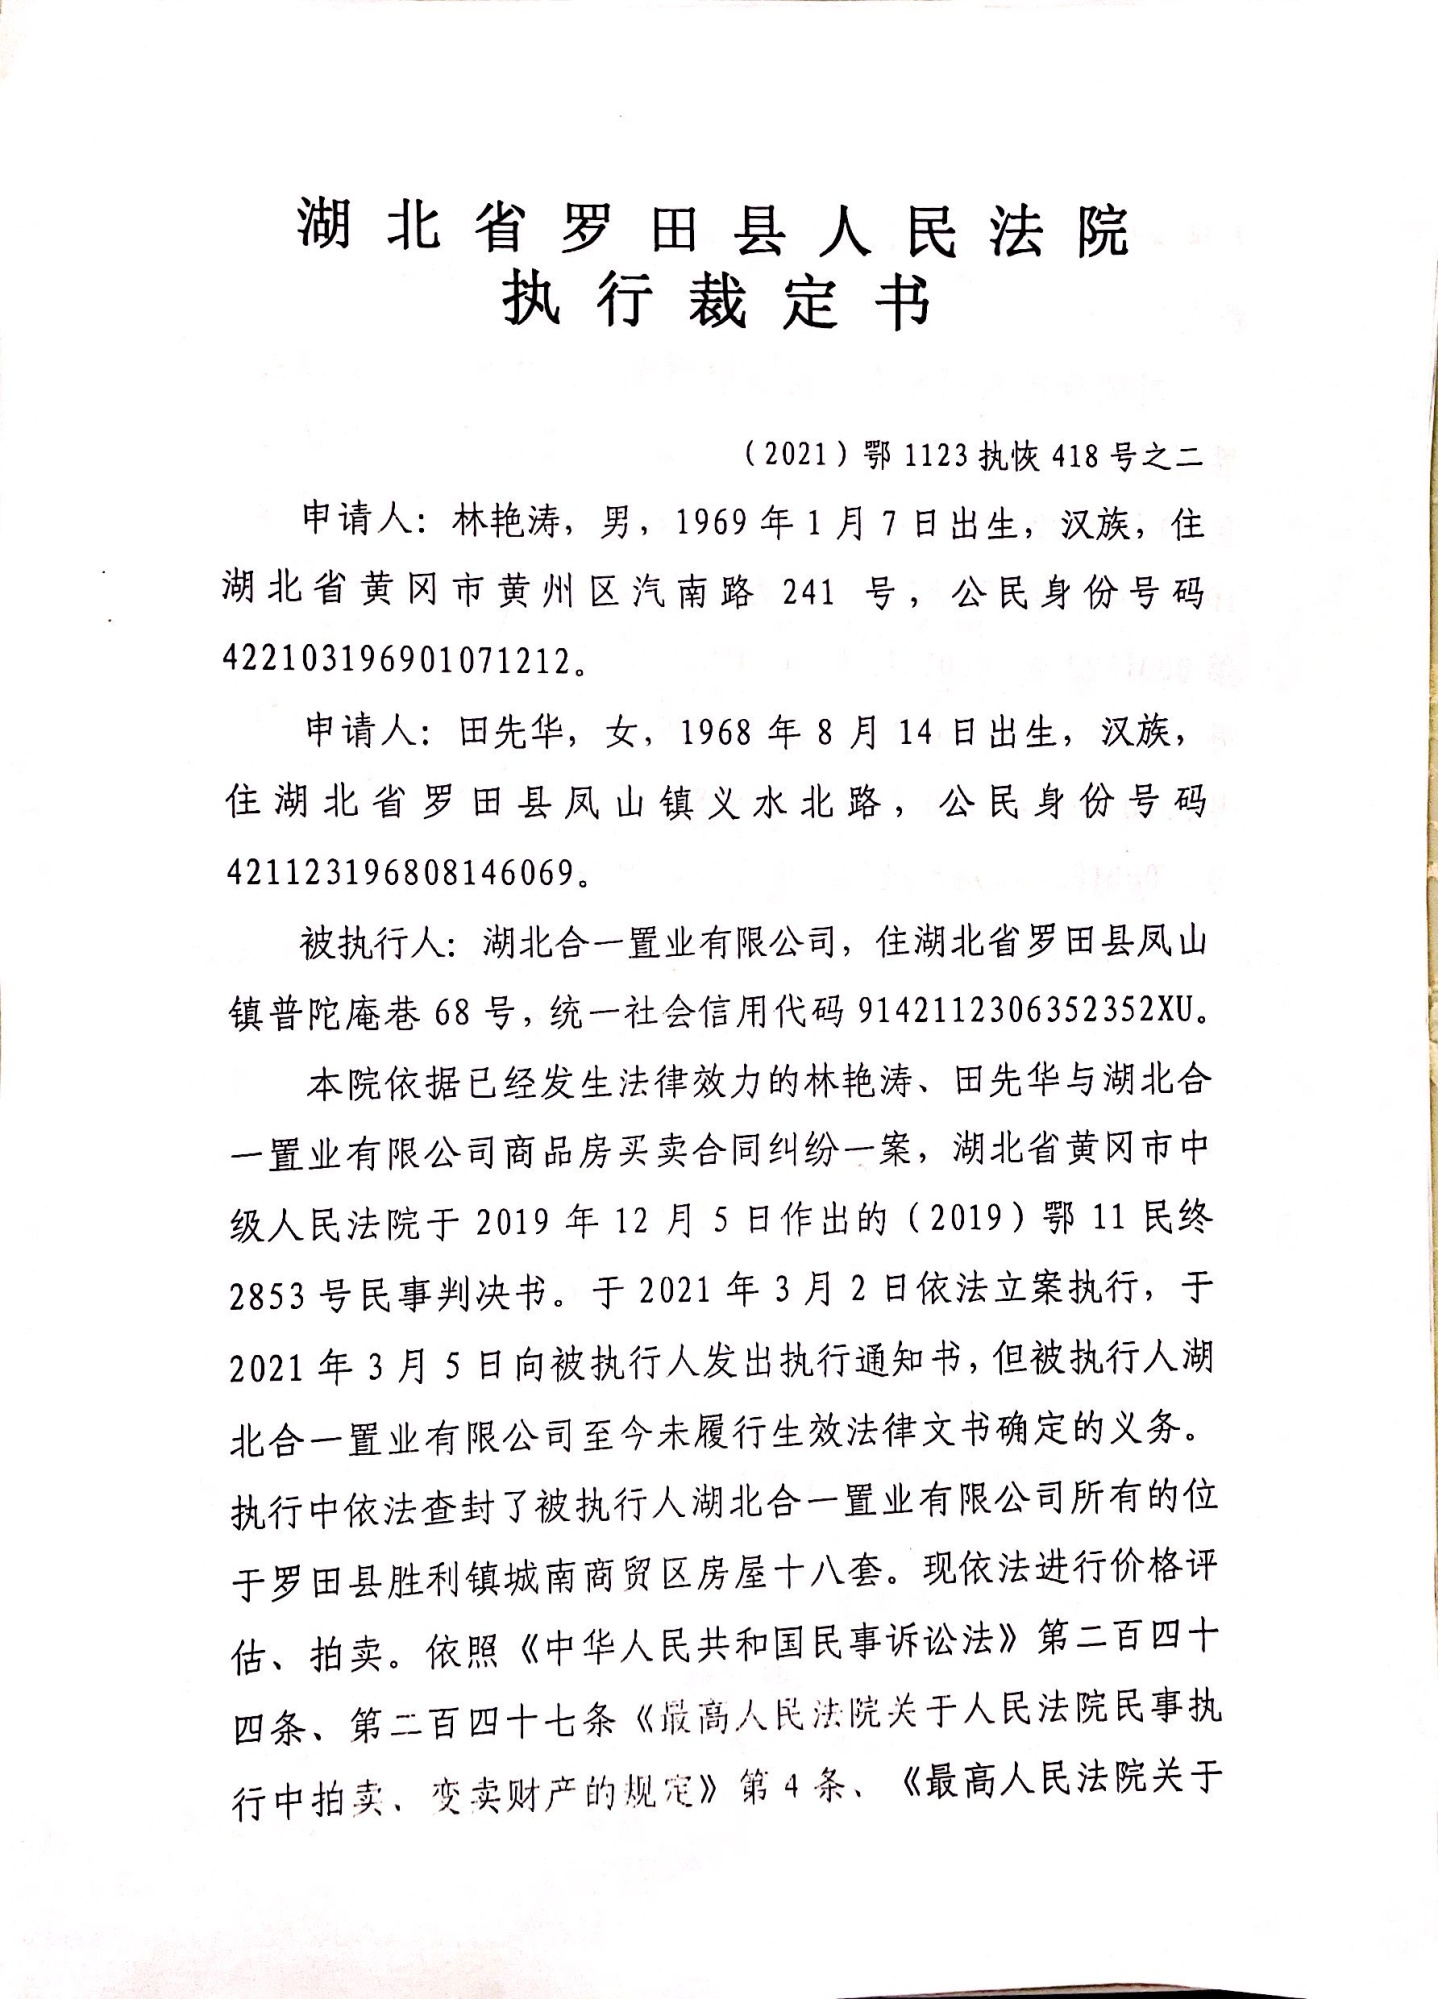 湖北省罗田县人民法院
执行裁定书
（2021）鄂1123执恢418号之二
申请人：林艳涛，男，1969年1月7日出生，汉族，住
湖北省黄冈市黄州区汽南路241号，公民身份号码
422103196901071212。
申请人：田先华，女，1968年8月14日出生，汉族，
住湖北省罗田县凤山镇义水北路，公民身份号码
421123196808146069。
被执行人：湖北合一置业有限公司，住湖北省罗田县凤山
镇普陀庵巷68号，统一社会信用代码9142112306352352XU。
本院依据已经发生法律效力的林艳涛、田先华与湖北合
一置业有限公司商品房买卖合同纠纷一案，湖北省黄冈市中
级人民法院于2019年12月5日作出的（2019）鄂11民终
2853号民事判决书。于2021年3月2日依法立案执行，于
2021年3月5日向被执行人发出执行通知书，但被执行人湖
北合一置业有限公司至今未履行生效法律文书确定的义务。
执行中依法查封了被执行人湖北合一置业有限公司所有的位
于罗田县胜利镇城南商贸区房屋十八套。现依法进行价格评
估、拍卖。依照《中华人民共和国民事诉讼法》第二百四十
四条、第二百四十七条《最高人民法院关于人民法院民事执
行中拍卖、变卖财产的规定》第4条、《最高人民法院关于